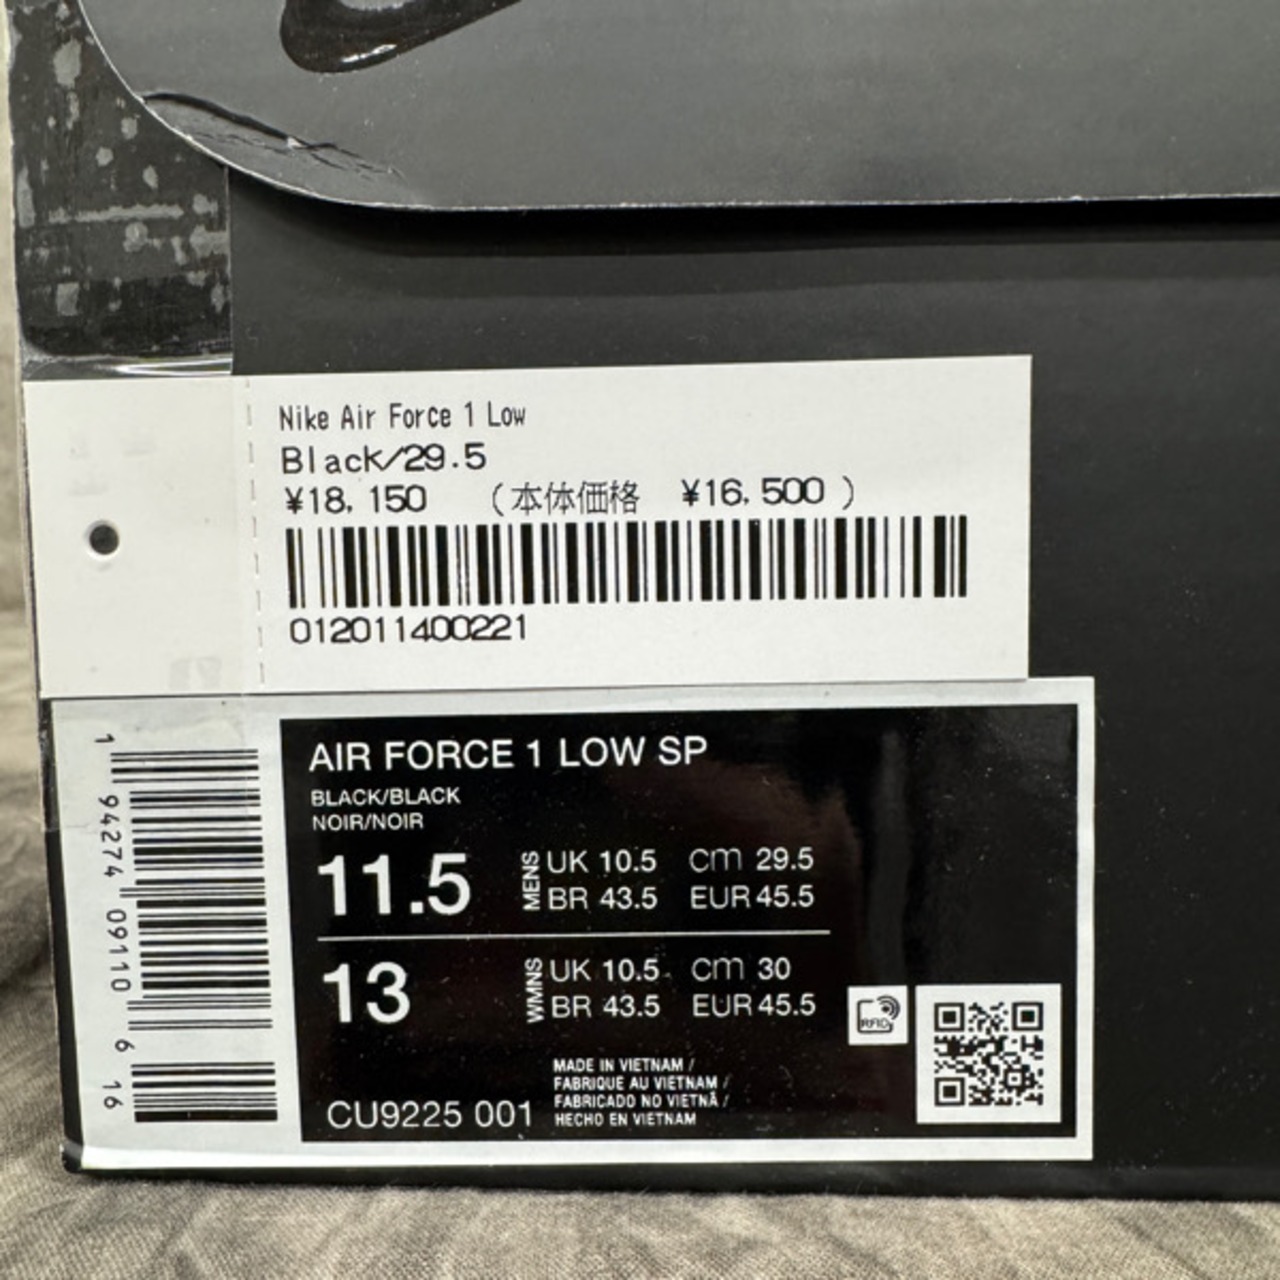 Nike Air Force 1 Low
Black/29.5
¥18,150 (本体価格 ¥16,500)
012011400221
AIR FORCE 1 LOW SP
BLACK/BLACK
NOIR/NOIR
11.5 MENS UK 10.5 cm 29.5
BR 43.5 EUR 45.5
13 WMNS UK 10.5 cm 30
BR 43.5 EUR 45.5
RFID
MADE IN VIETNAM /
FABRIQUE AU VIETNAM /
FABRICADO NO VIETNÃ /
HECHO EN VIETNAM
CU9225 001
1 94274 09110 6 16